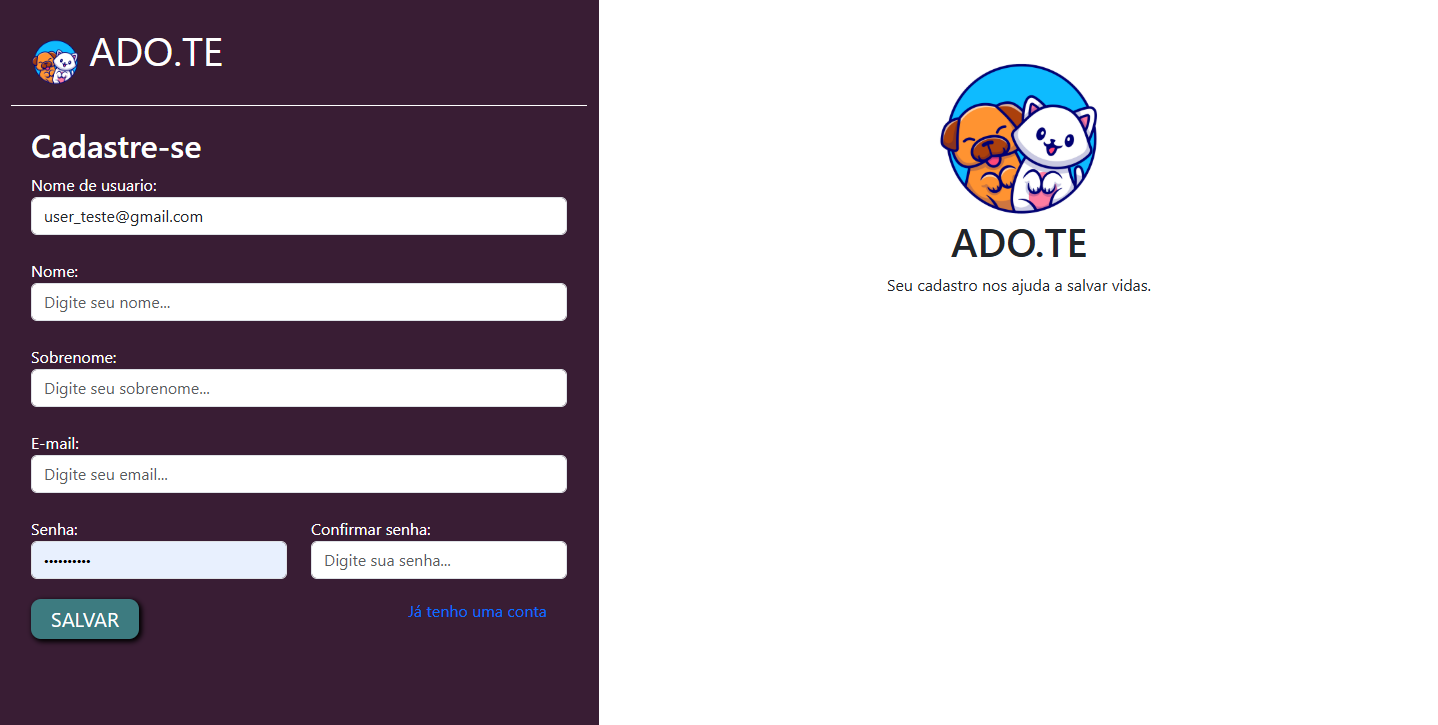 ADO.TE
Cadastre-se
Nome de usuario:
user_teste@gmail.com
Nome:
Digite seu nome...
Sobrenome:
Digite seu sobrenome...
E-mail:
Digite seu email...
Senha:
Confirmar senha:
••••••••••
Digite sua senha...
SALVAR
Já tenho uma conta
ADO.TE
Seu cadastro nos ajuda a salvar vidas.